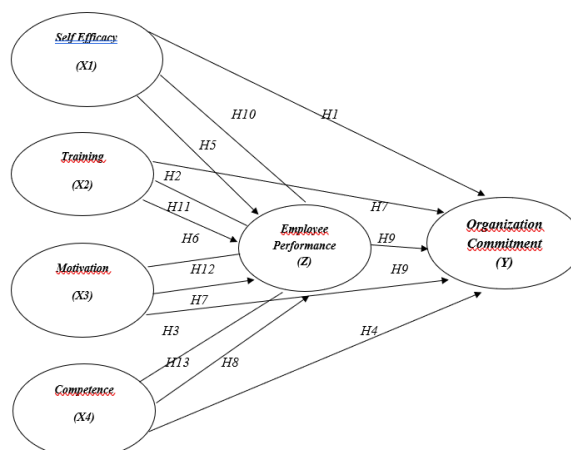 Self Efficacy
(X1)
H10
H1
H5
Training
(X2)
H2
H11
H7
H6
Employee
Performance
(Z)
H9
Organization
Commitment
(Y)
Motivation
(X3)
H12
H9
H7
H3
H4
H13
H8
Competence
(X4)